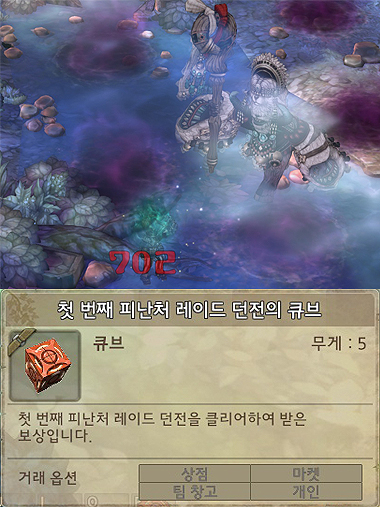 702
첫 번째 피난처 레이드 던전의 큐브
큐브 무게 : 5
첫 번째 피난처 레이드 던전을 클리어하여 받은
보상입니다.
거래 옵션 상점 마켓
팀 창고 개인